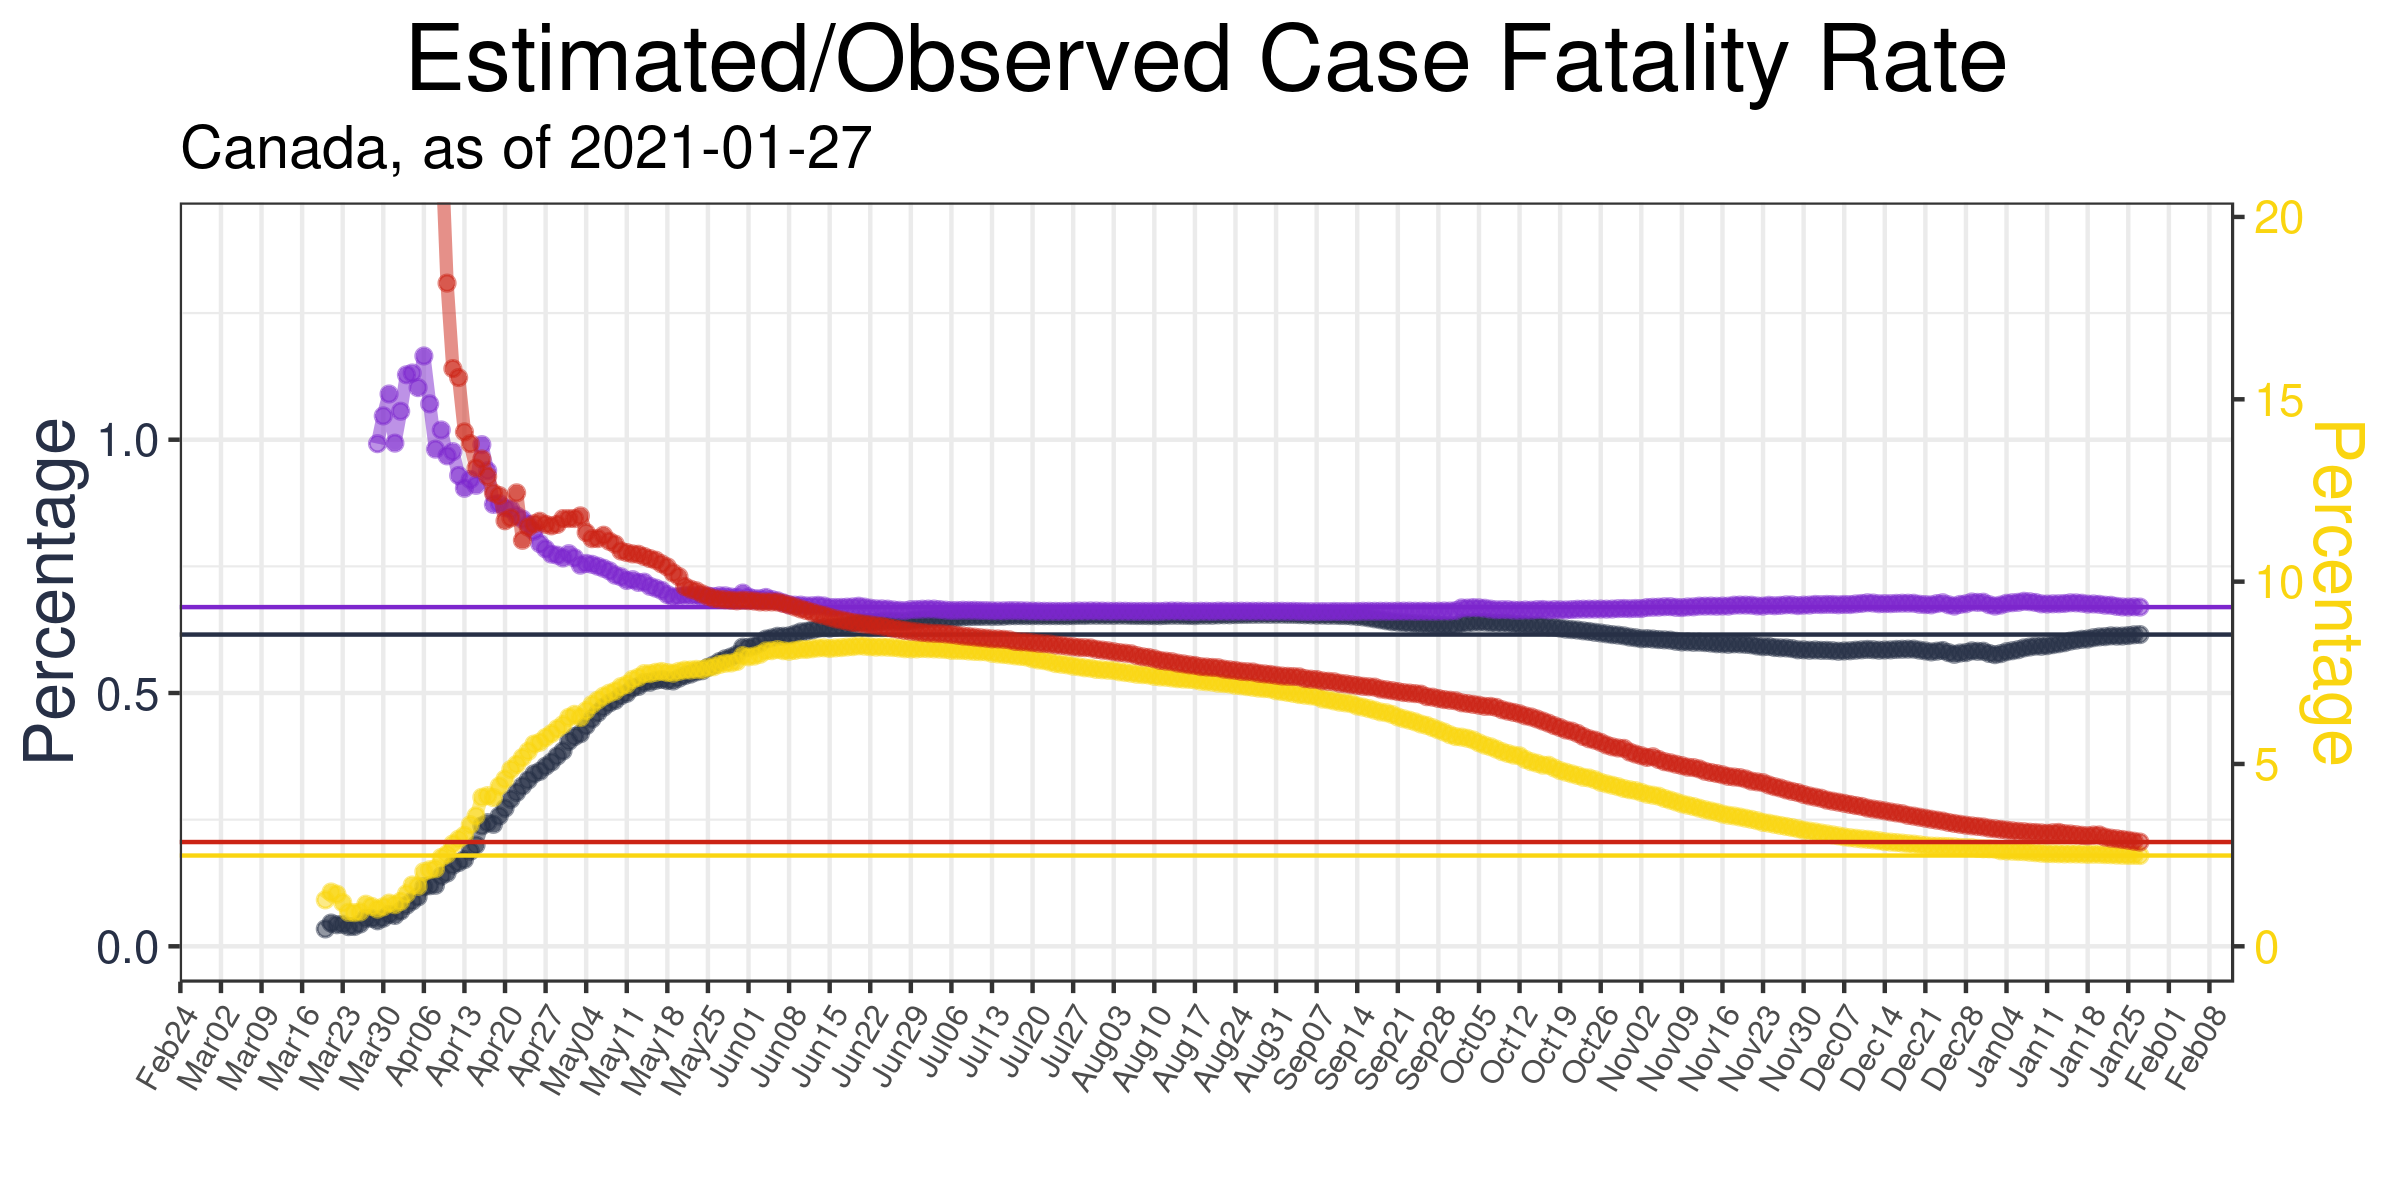 Estimated/Observed Case Fatality Rate
Canada, as of 2021-01-27
Percentage
1.0
0.5
0.0
20
15
10
5
0
Percentage
Feb24 Mar02 Mar09 Mar16 Mar23 Mar30 Apr06 Apr13 Apr20 Apr27 May04 May11 May18 May25 Jun01 Jun08 Jun15 Jun22 Jun29 Jul06 Jul13 Jul20 Jul27 Aug03 Aug10 Aug17 Aug24 Aug31 Sep07 Sep14 Sep21 Sep28 Oct05 Oct12 Oct19 Oct26 Nov02 Nov09 Nov16 Nov23 Nov30 Dec07 Dec14 Dec21 Dec28 Jan04 Jan11 Jan18 Jan25 Feb01 Feb08